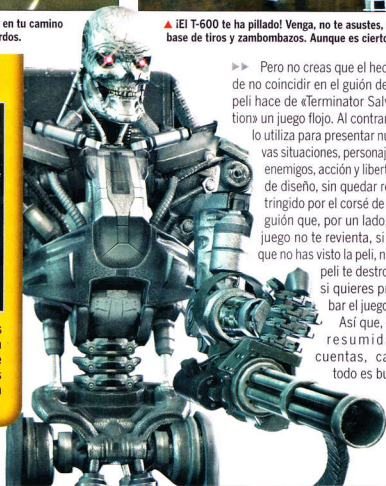 en tu camino
rdos.
▲ ¡El T-600 te ha pillado! Venga, no te asustes,
base de tiros y zambombazos. Aunque es cierto
▶▶ Pero no creas que el hec
de no coincidir en el guión de
peli hace de «Terminator Salv
tion» un juego flojo. Al contrar
lo utiliza para presentar nu
vas situaciones, personaj
enemigos, acción y libert
de diseño, sin quedar re
tringido por el corsé de
guión que, por un lado,
juego no te revienta, si
que no has visto la peli, n
peli te destro
si quieres pr
bar el juego
Así que,
resumid
cuentas, ca
todo es bu
s
n
e
s